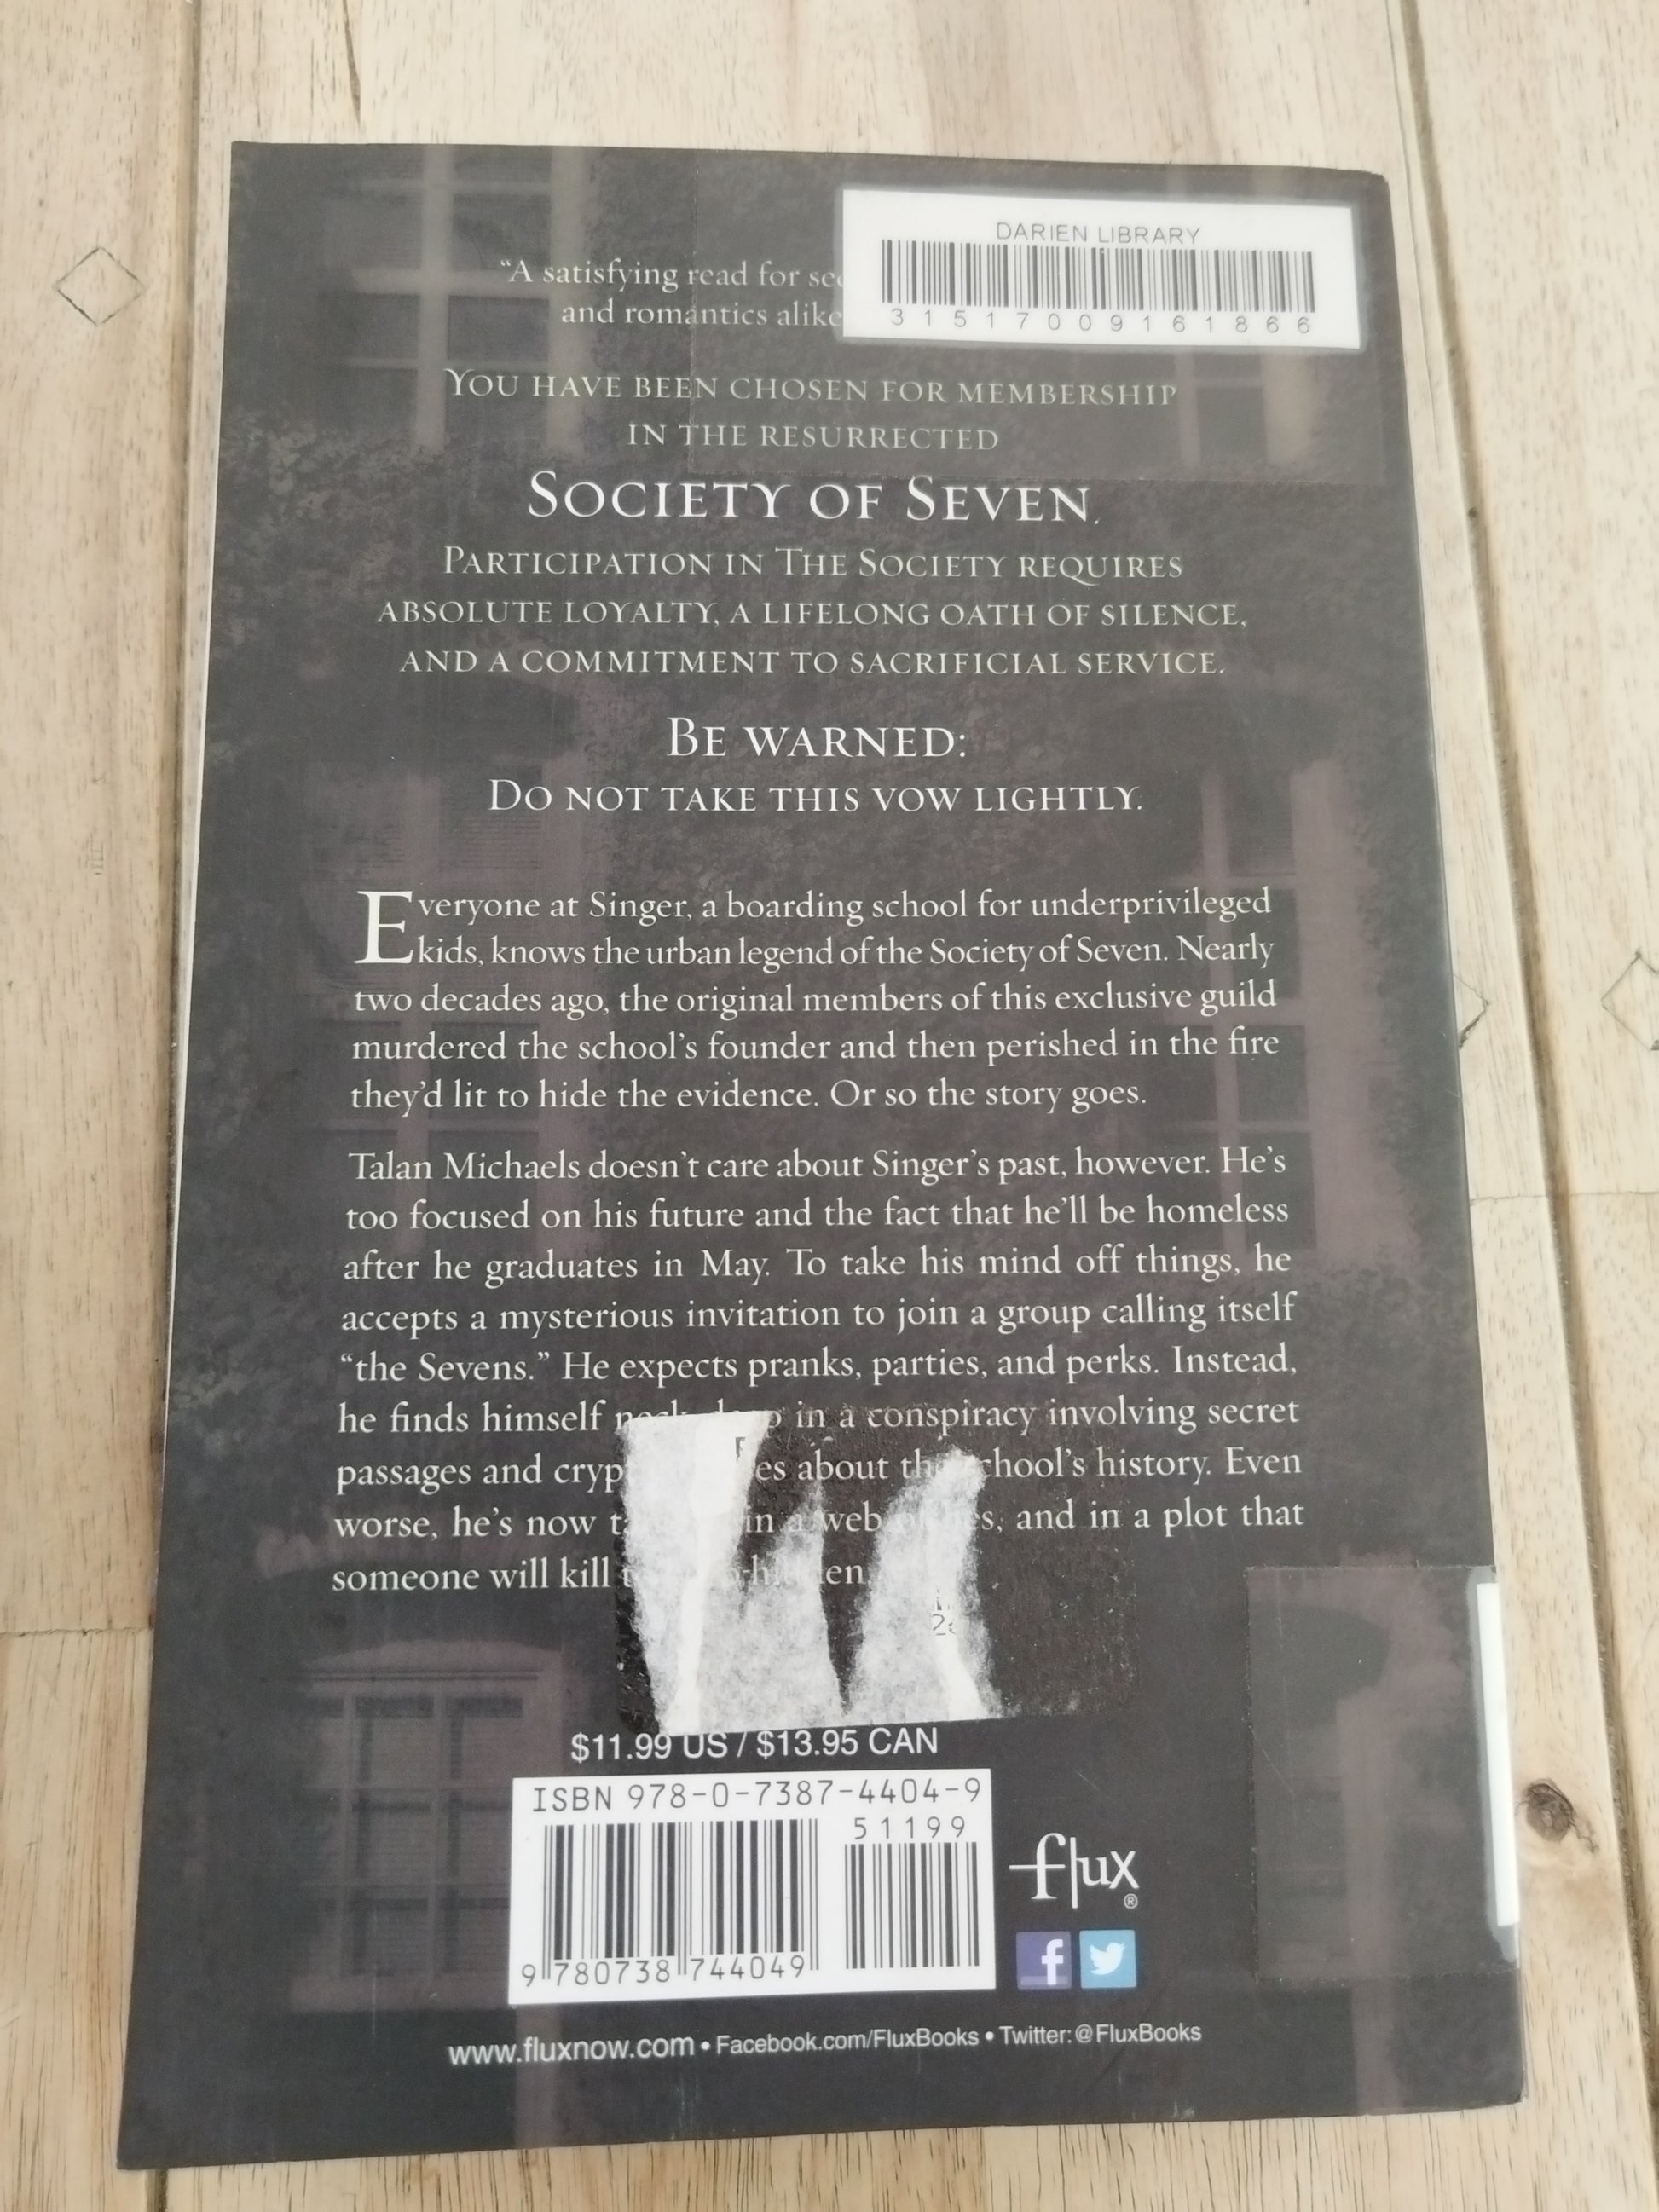 DARIEN LIBRARY
31517009161866
“A satisfying read for
and romantics alike
YOU HAVE BEEN CHOSEN FOR MEMBERSHIP
IN THE RESURRECTED
SOCIETY OF SEVEN.
PARTICIPATION IN THE SOCIETY REQUIRES
ABSOLUTE LOYALTY, A LIFELONG OATH OF SILENCE,
AND A COMMITMENT TO SACRIFICIAL SERVICE.
BE WARNED:
DO NOT TAKE THIS VOW LIGHTLY.
Everyone at Singer, a boarding school for underprivileged
kids, knows the urban legend of the Society of Seven. Nearly
two decades ago, the original members of this exclusive guild
murdered the school’s founder and then perished in the fire
they’d lit to hide the evidence. Or so the story goes.
Talan Michaels doesn’t care about Singer’s past, however. He’s
too focused on his future and the fact that he’ll be homeless
after he graduates in May. To take his mind off things, he
accepts a mysterious invitation to join a group calling itself
“the Sevens.” He expects pranks, parties, and perks. Instead,
he finds himself in a conspiracy involving secret
passages and about the school’s history. Even
worse, he’s now in a web and in a plot that
someone will kill
$11.99 US / $13.95 CAN
ISBN 978-0-7387-4404-9
51199
9 780738 744049
flux®
f
www.fluxnow.com • Facebook.com/FluxBooks • Twitter: @FluxBooks